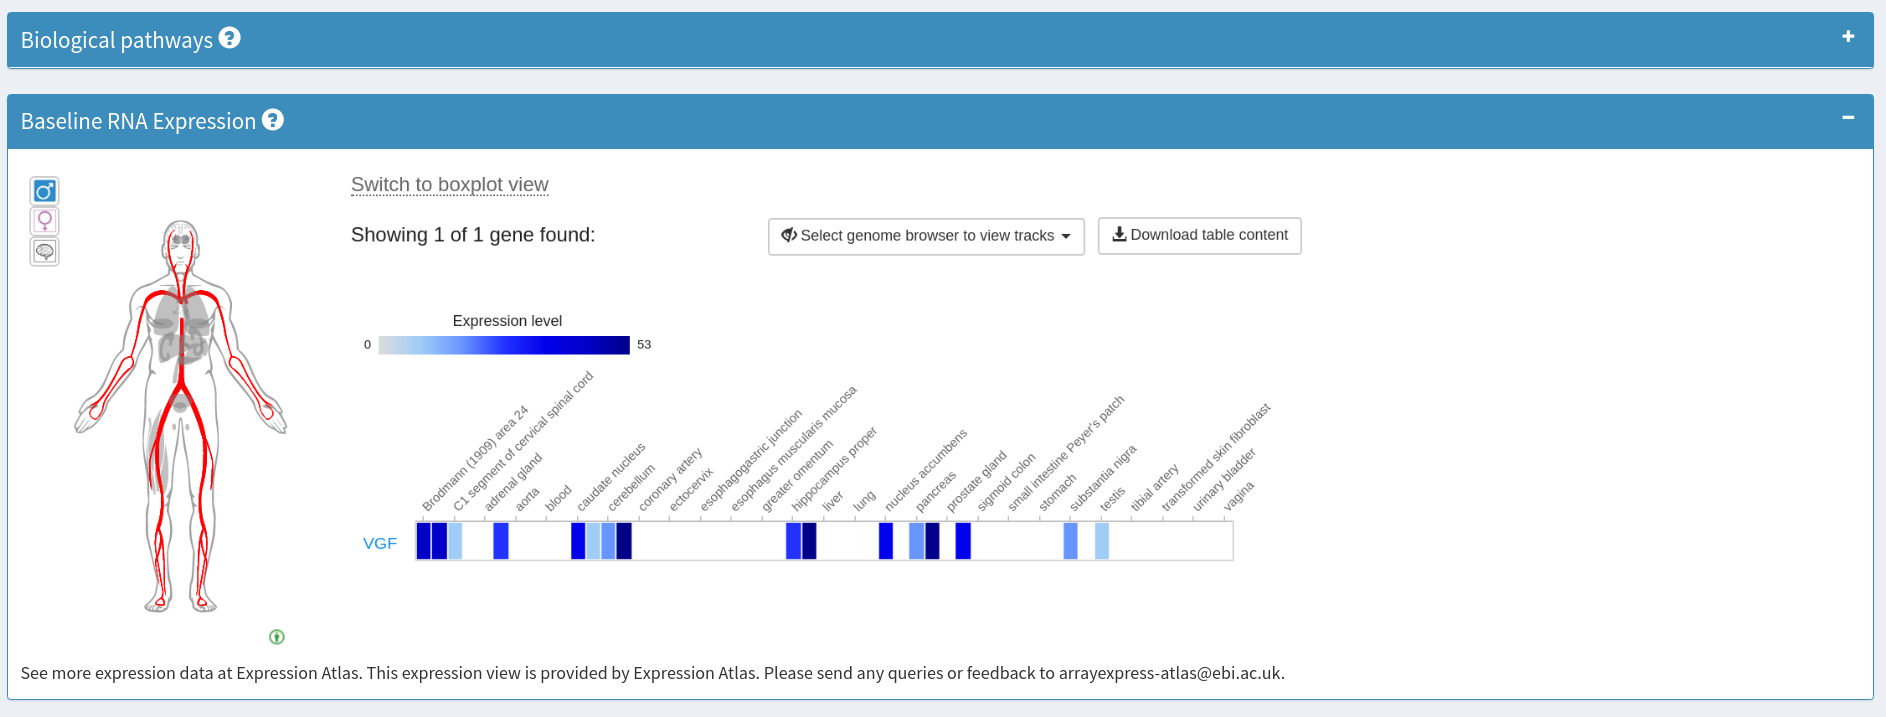 Biological pathways ?
+
Baseline RNA Expression ?
−
Switch to boxplot view
Showing 1 of 1 gene found:
Select genome browser to view tracks
Download table content
Expression level
0
53
Brodmann (1909) area 24
C1 segment of cervical spinal cord
adrenal gland
aorta
blood
caudate nucleus
cerebellum
coronary artery
ectocervix
esophagogastric junction
esophagus muscularis mucosa
greater omentum
hippocampus proper
liver
lung
nucleus accumbens
pancreas
prostate gland
sigmoid colon
small intestine Peyer's patch
stomach
substantia nigra
testis
tibial artery
transformed skin fibroblast
urinary bladder
vagina
VGF
See more expression data at Expression Atlas. This expression view is provided by Expression Atlas. Please send any queries or feedback to arrayexpress-atlas@ebi.ac.uk.